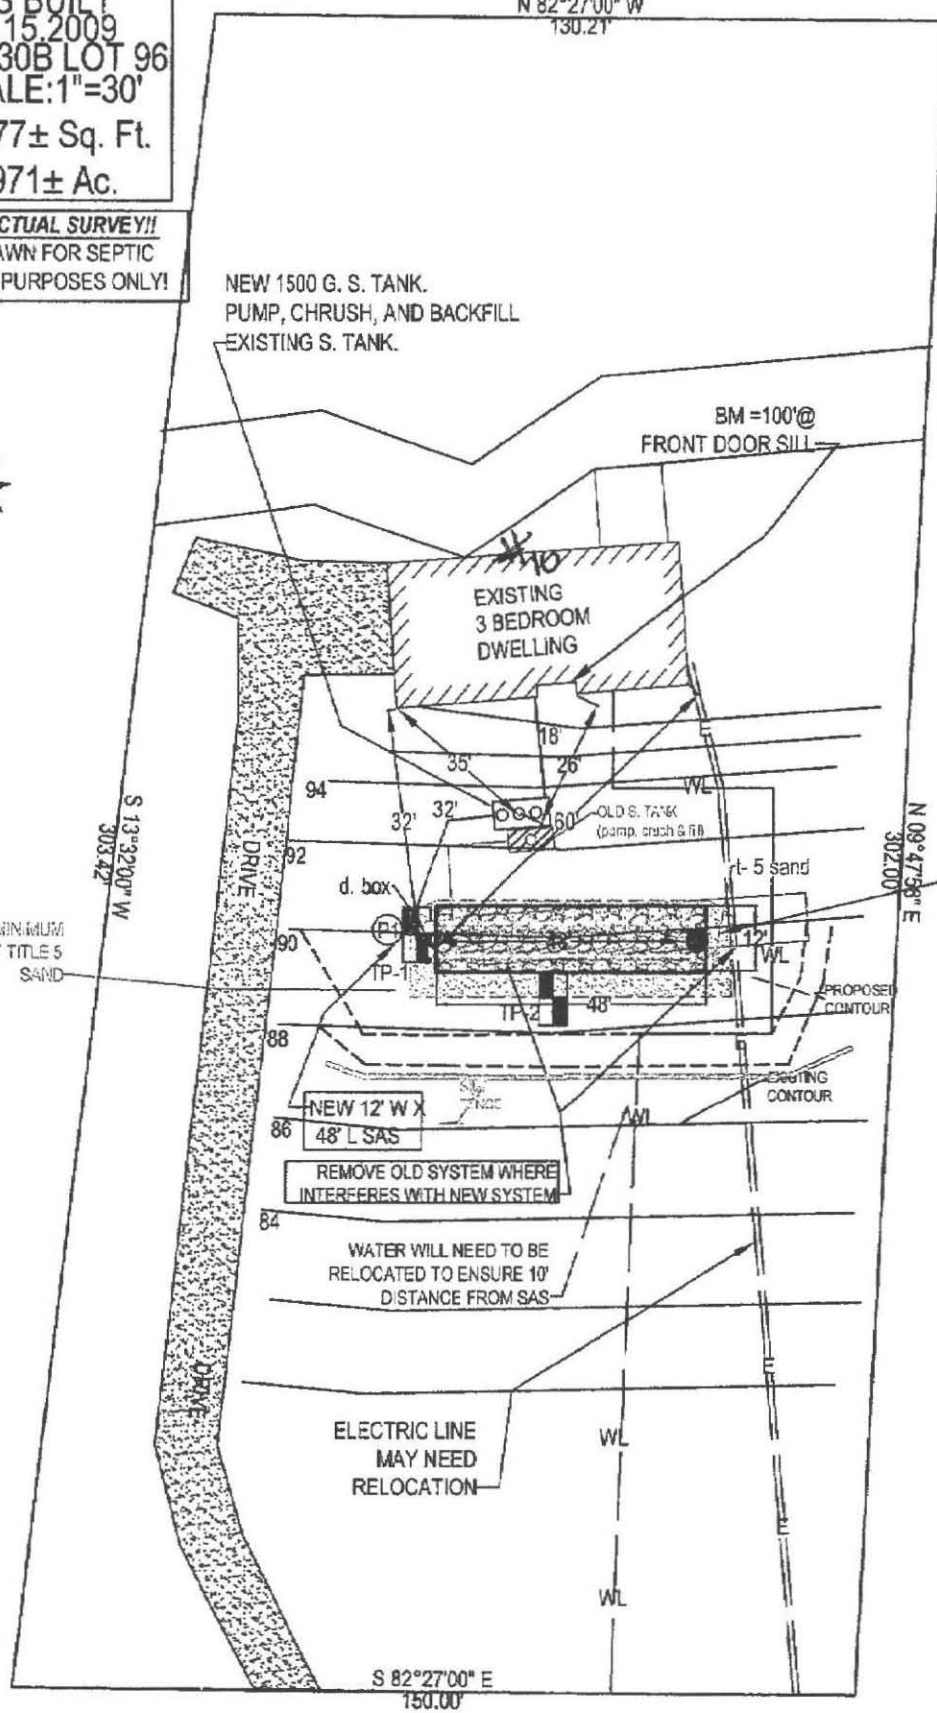 S BUILT
15.2009
30B LOT 96
ALE:1"=30'
77± Sq. Ft.
971± Ac.
CTUAL SURVEY!!
AWN FOR SEPTIC
PURPOSES ONLY!
N 82°27'00" W
130.21'
NEW 1500 G. S. TANK.
PUMP, CHRUSH, AND BACKFILL
EXISTING S. TANK.
BM =100'@
FRONT DOOR SILL
#10
EXISTING
3 BEDROOM
DWELLING
18'
35'
26'
E
94
WL
32'
32'
60'
OLD S. TANK
(pump, crush & fill)
S 13°32'00" W
303.42'
N 09°47'58" E
302.00'
DRIVE
92
t- 5 sand
d. box
P
90
48'
12'
WL
MINIMUM
TITLE 5
SAND
TP-1
TP-2
48'
PROPOSED
CONTOUR
88
EXISTING
CONTOUR
NEW 12' W X
48' L SAS
86
WL
REMOVE OLD SYSTEM WHERE
INTERFERES WITH NEW SYSTEM
84
WATER WILL NEED TO BE
RELOCATED TO ENSURE 10'
DISTANCE FROM SAS
DRIVE
E
ELECTRIC LINE
MAY NEED
RELOCATION
WL
E
WL
S 82°27'00" E
150.00'